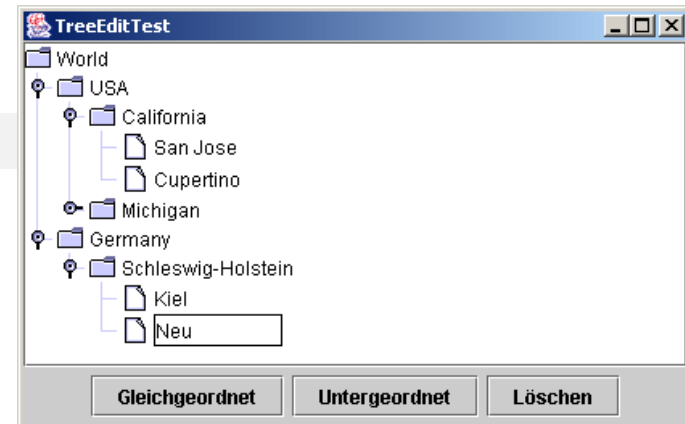 TreeEditTest
World
USA
California
San Jose
Cupertino
Michigan
Germany
Schleswig-Holstein
Kiel
Neu
Gleichgeordnet Untergeordnet Löschen